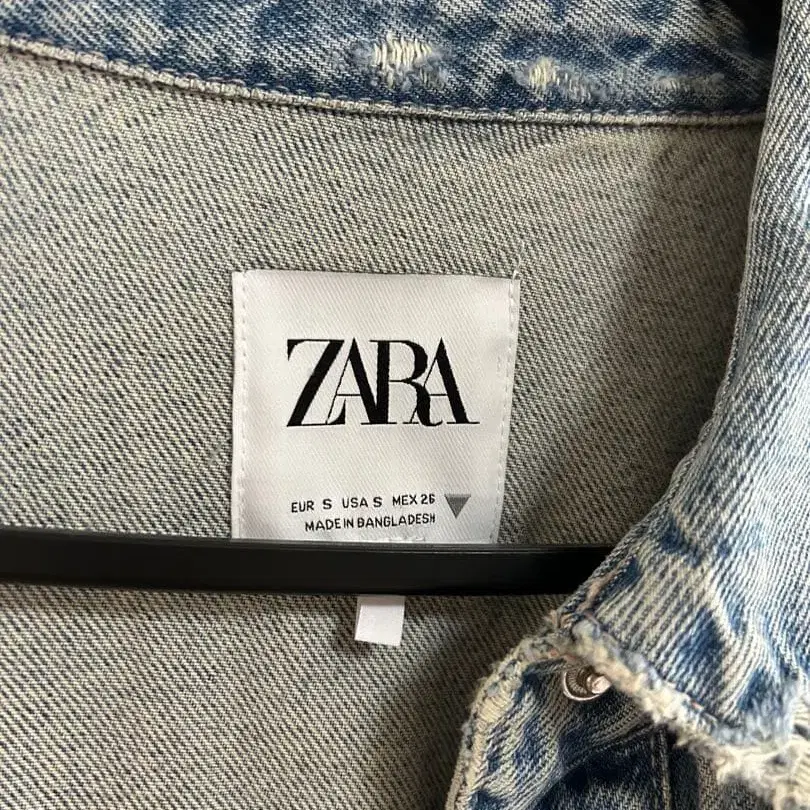 ZARA
EUR S USA S MEX 26
MADE IN BANGLADESH